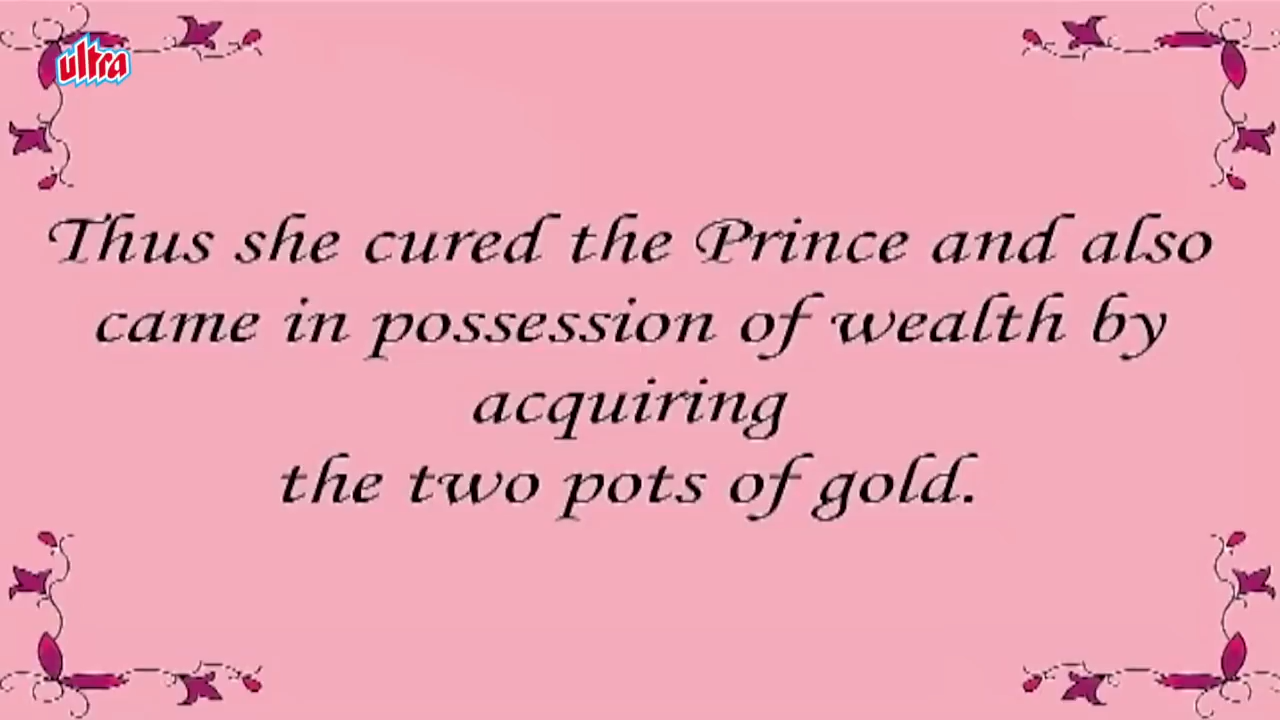 ultra
Thus she cured the Prince and also
came in possession of wealth by
acquiring
the two pots of gold.